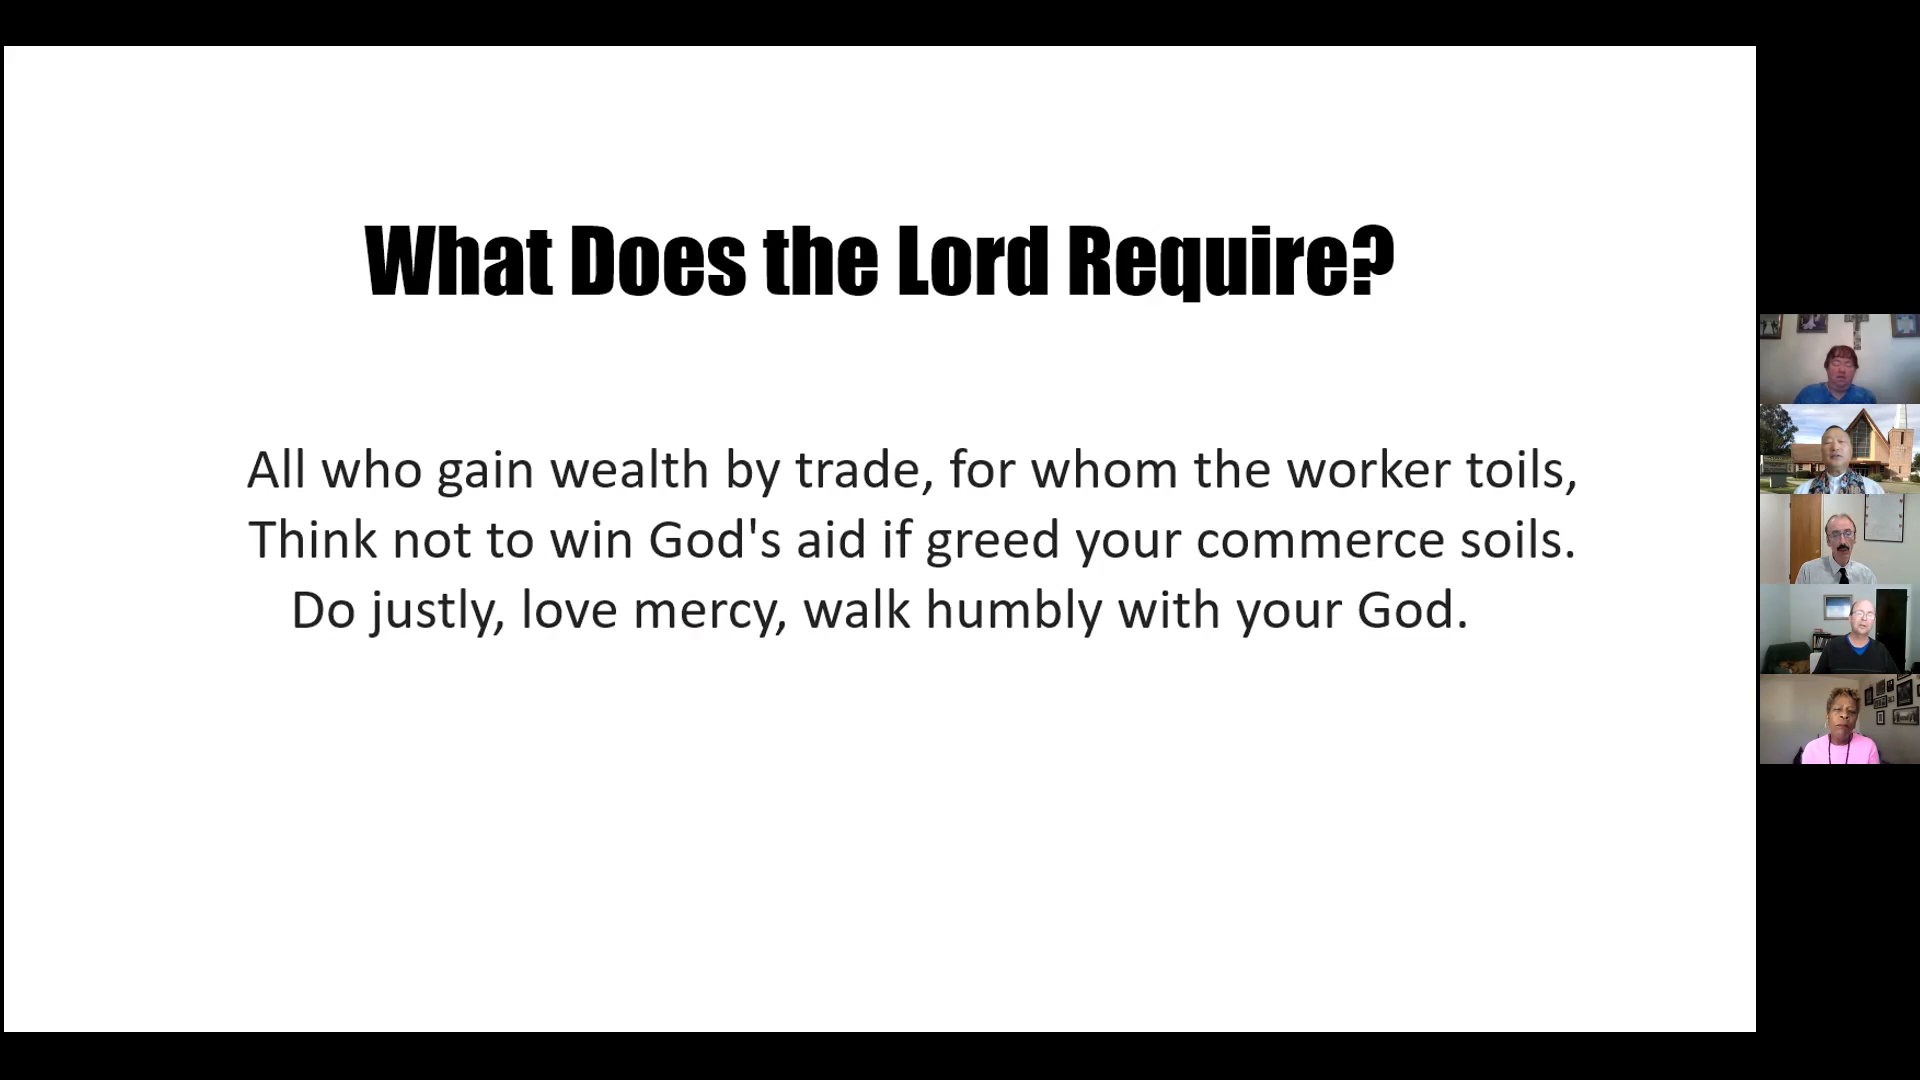 What Does the Lord Require?
All who gain wealth by trade, for whom the worker toils,
Think not to win God's aid if greed your commerce soils.
Do justly, love mercy, walk humbly with your God.